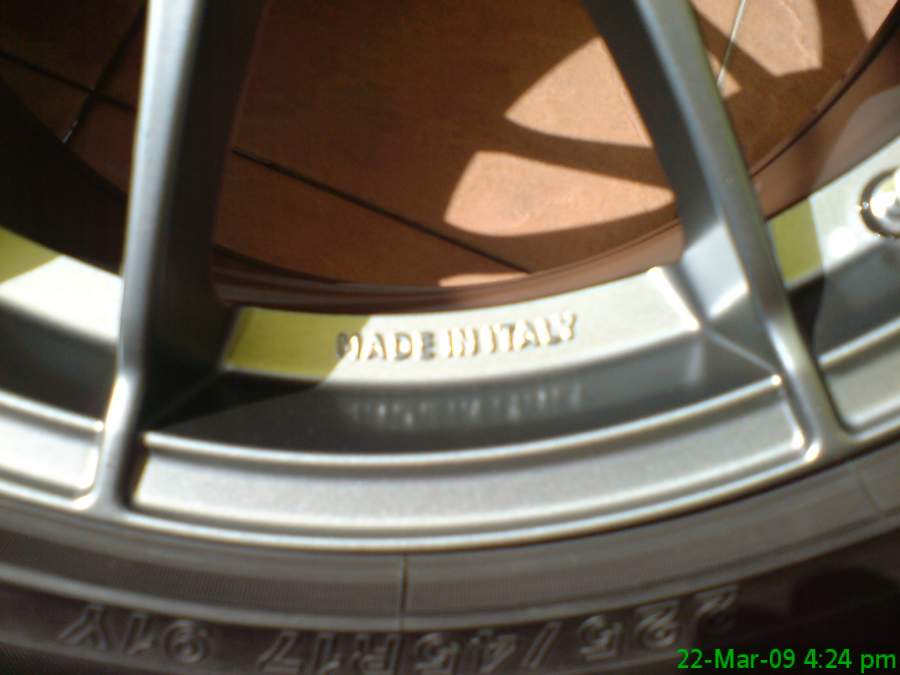 MADE IN ITALY
225/45R17 91Y
22-Mar-09 4:24 pm